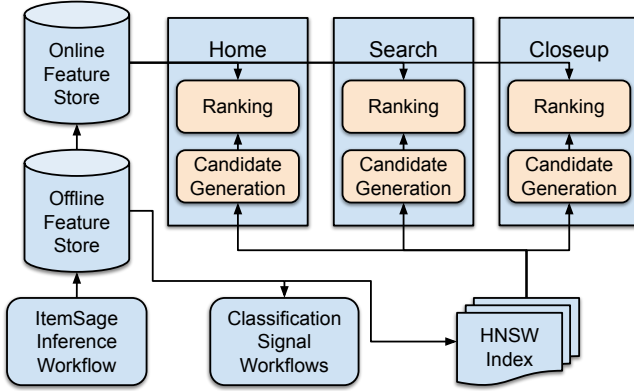 Online
Feature
Store
Home
Search
Closeup
Ranking
Ranking
Ranking
Candidate
Generation
Candidate
Generation
Candidate
Generation
Offline
Feature
Store
ItemSage
Inference
Workflow
Classification
Signal
Workflows
HNSW
Index